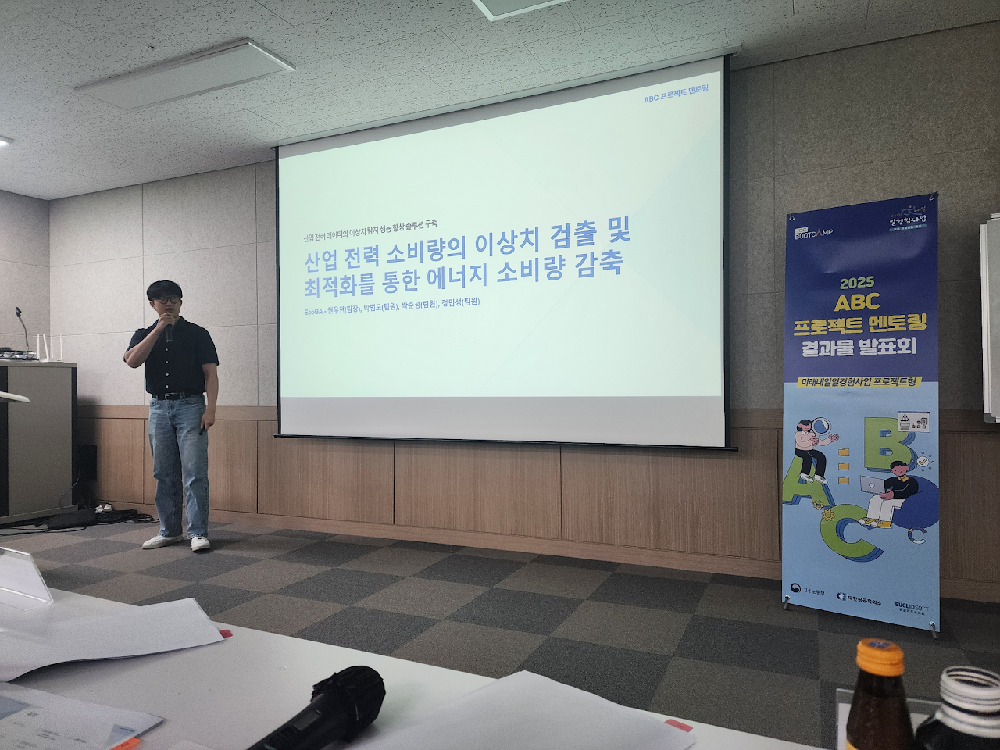 ABC 프로젝트 멘토링
산업 전력 데이터의 이상치 탐지 성능 향상 솔루션 구축
산업 전력 소비량의 이상치 검출 및
최적화를 통한 에너지 소비량 감축
EcoGA - 권우현(팀장), 박범도(팀원), 박준성(팀원), 정민성(팀원)
ABC
BOOTCAMP
일경험사업
2025
ABC
프로젝트 멘토링
결과물 발표회
미래내일일경험사업 프로젝트형
A
B
C
고용노동부
대한상공회의소
EUCLIDSOFT